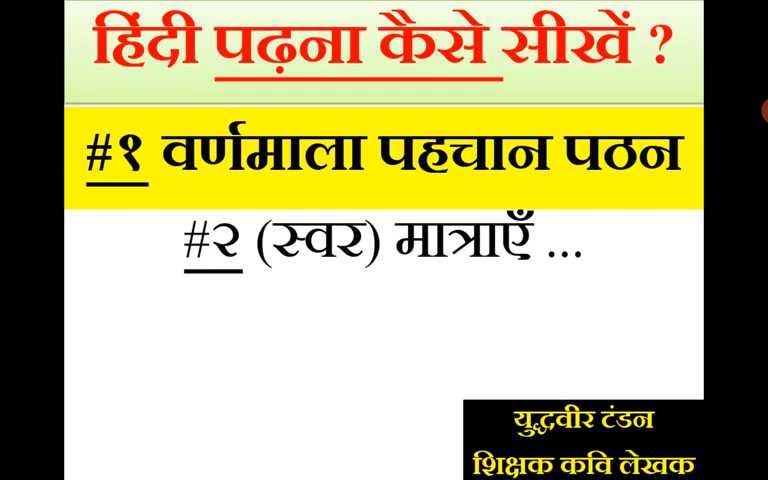 हिंदी पढ़ना कैसे सीखें ?
#१ वर्णमाला पहचान पठन
#२ (स्वर) मात्राएँ ...
युद्धवीर टंडन
शिक्षक कवि लेखक